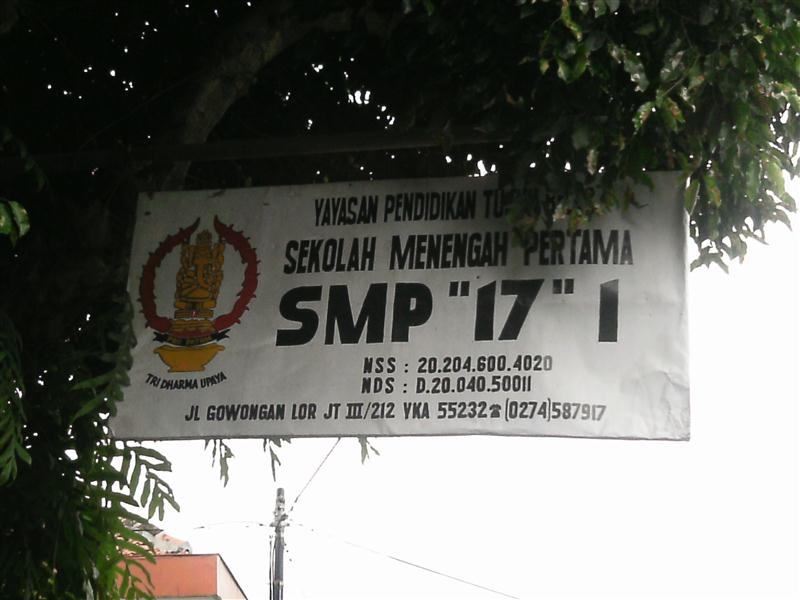 YAYASAN PENDIDIKAN
SEKOLAH MENENGAH PERTAMA
SMP "17" 1
NSS : 20.204.600.4020
NDS : D.20.040.50011
TRI DHARMA UPAYA
JL GOWONGAN LOR JT III/212 YKA 55232☎(0274)587917